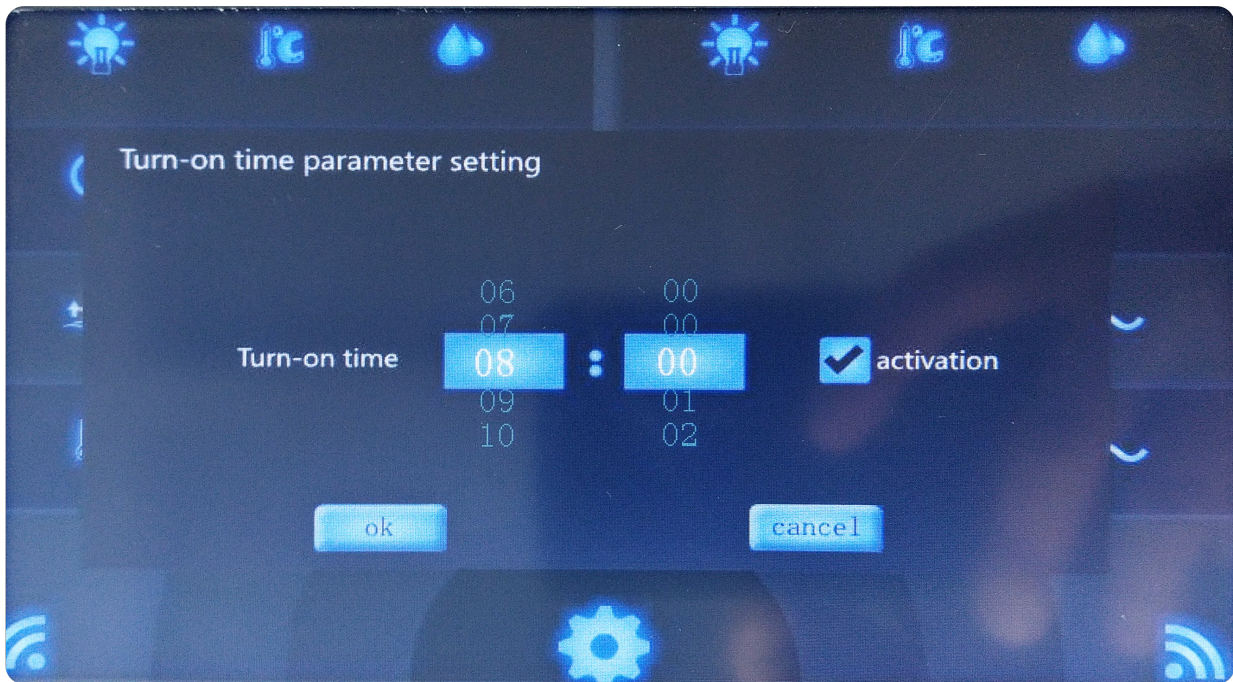 Turn-on time parameter setting
06 00
07 00
Turn-on time 08 : 00 activation
09 01
10 02
ok cancel